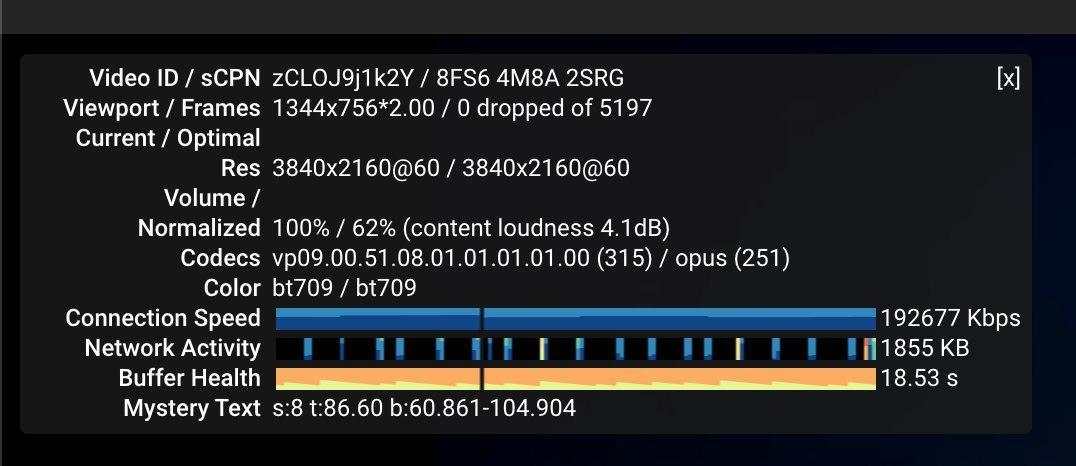 Video ID / sCPN zCLOJ9j1k2Y / 8FS6 4M8A 2SRG [x]
Viewport / Frames 1344x756*2.00 / 0 dropped of 5197
Current / Optimal
Res 3840x2160@60 / 3840x2160@60
Volume /
Normalized 100% / 62% (content loudness 4.1dB)
Codecs vp09.00.51.08.01.01.01.01.00 (315) / opus (251)
Color bt709 / bt709
Connection Speed 192677 Kbps
Network Activity 1855 KB
Buffer Health 18.53 s
Mystery Text s:8 t:86.60 b:60.861-104.904